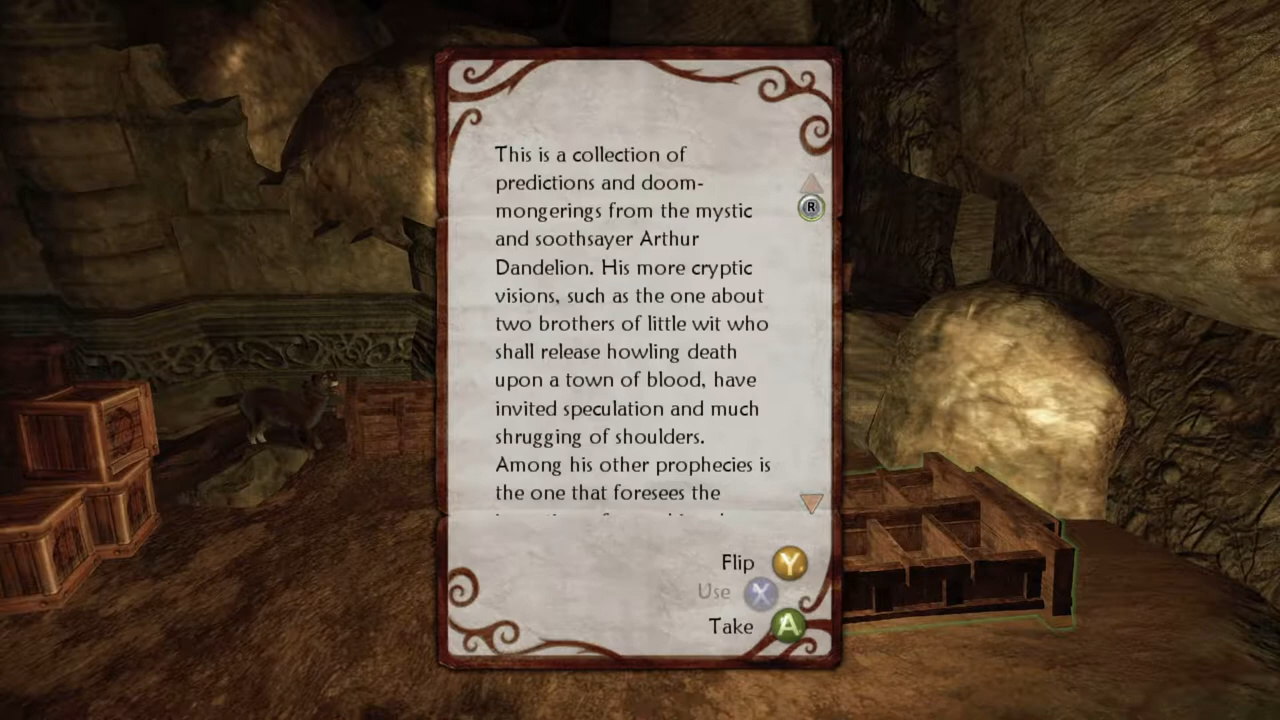 This is a collection of
predictions and doom-
mongerings from the mystic
and soothsayer Arthur
Dandelion. His more cryptic
visions, such as the one about
two brothers of little wit who
shall release howling death
upon a town of blood, have
invited speculation and much
shrugging of shoulders.
Among his other prophecies is
the one that foresees the
R
Flip Y
Use X
Take A